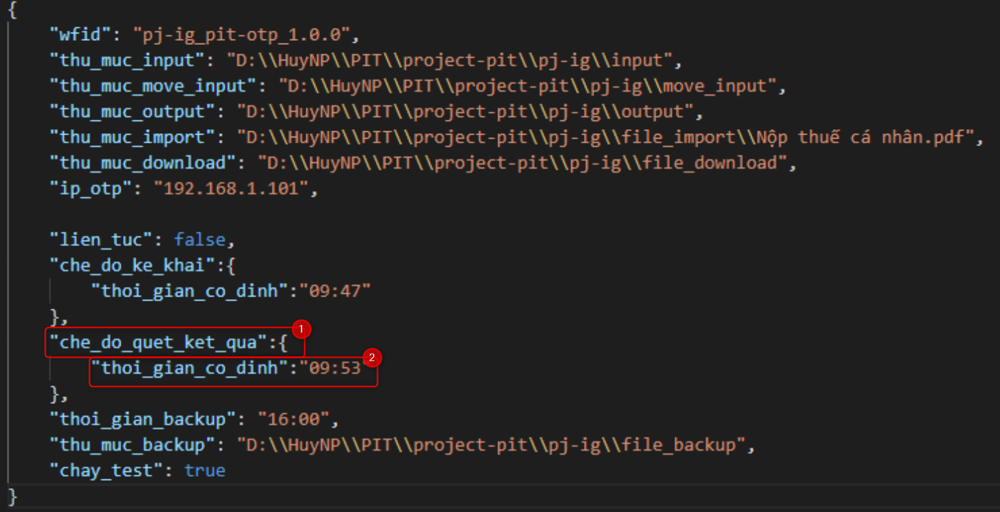 {
"wfid": "pj-ig_pit-otp_1.0.0",
"thu_muc_input": "D:\\HuyNP\\PIT\\project-pit\\pj-ig\\input",
"thu_muc_move_input": "D:\\HuyNP\\PIT\\project-pit\\pj-ig\\move_input",
"thu_muc_output": "D:\\HuyNP\\PIT\\project-pit\\pj-ig\\output",
"thu_muc_import": "D:\\HuyNP\\PIT\\project-pit\\pj-ig\\file_import\\Nộp thuế cá nhân.pdf",
"thu_muc_download": "D:\\HuyNP\\PIT\\project-pit\\pj-ig\\file_download",
"ip_otp": "192.168.1.101",
"lien_tuc": false,
"che_do_ke_khai":{
"thoi_gian_co_dinh":"09:47"
},
"che_do_quet_ket_qua":{ 1
"thoi_gian_co_dinh":"09:53" 2
},
"thoi_gian_backup": "16:00",
"thu_muc_backup": "D:\\HuyNP\\PIT\\project-pit\\pj-ig\\file_backup",
"chay_test": true
}